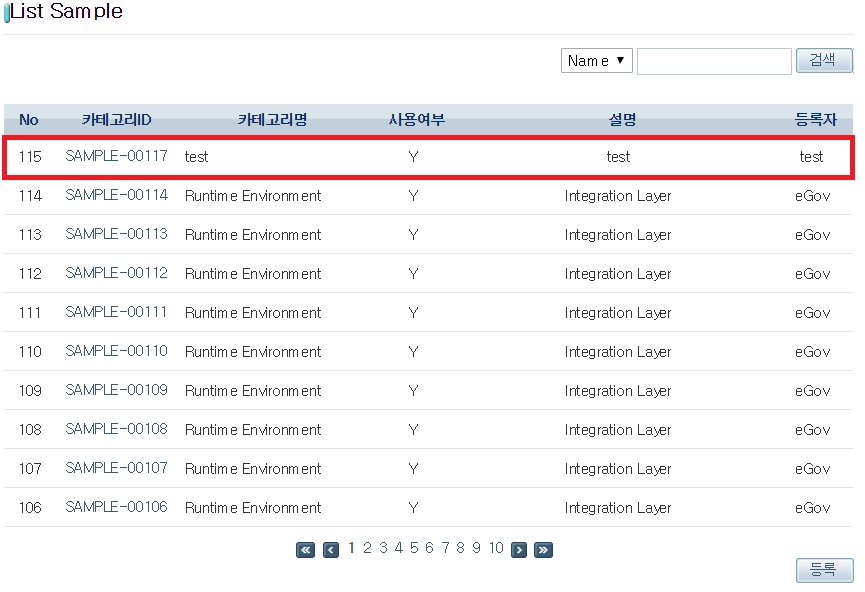 List Sample
Name ▼ 검색
No 카테고리ID 카테고리명 사용여부 설명 등록자
115 SAMPLE-00117 test Y test test
114 SAMPLE-00114 Runtime Environment Y Integration Layer eGov
113 SAMPLE-00113 Runtime Environment Y Integration Layer eGov
112 SAMPLE-00112 Runtime Environment Y Integration Layer eGov
111 SAMPLE-00111 Runtime Environment Y Integration Layer eGov
110 SAMPLE-00110 Runtime Environment Y Integration Layer eGov
109 SAMPLE-00109 Runtime Environment Y Integration Layer eGov
108 SAMPLE-00108 Runtime Environment Y Integration Layer eGov
107 SAMPLE-00107 Runtime Environment Y Integration Layer eGov
106 SAMPLE-00106 Runtime Environment Y Integration Layer eGov
« ‹ 1 2 3 4 5 6 7 8 9 10 › »
등록